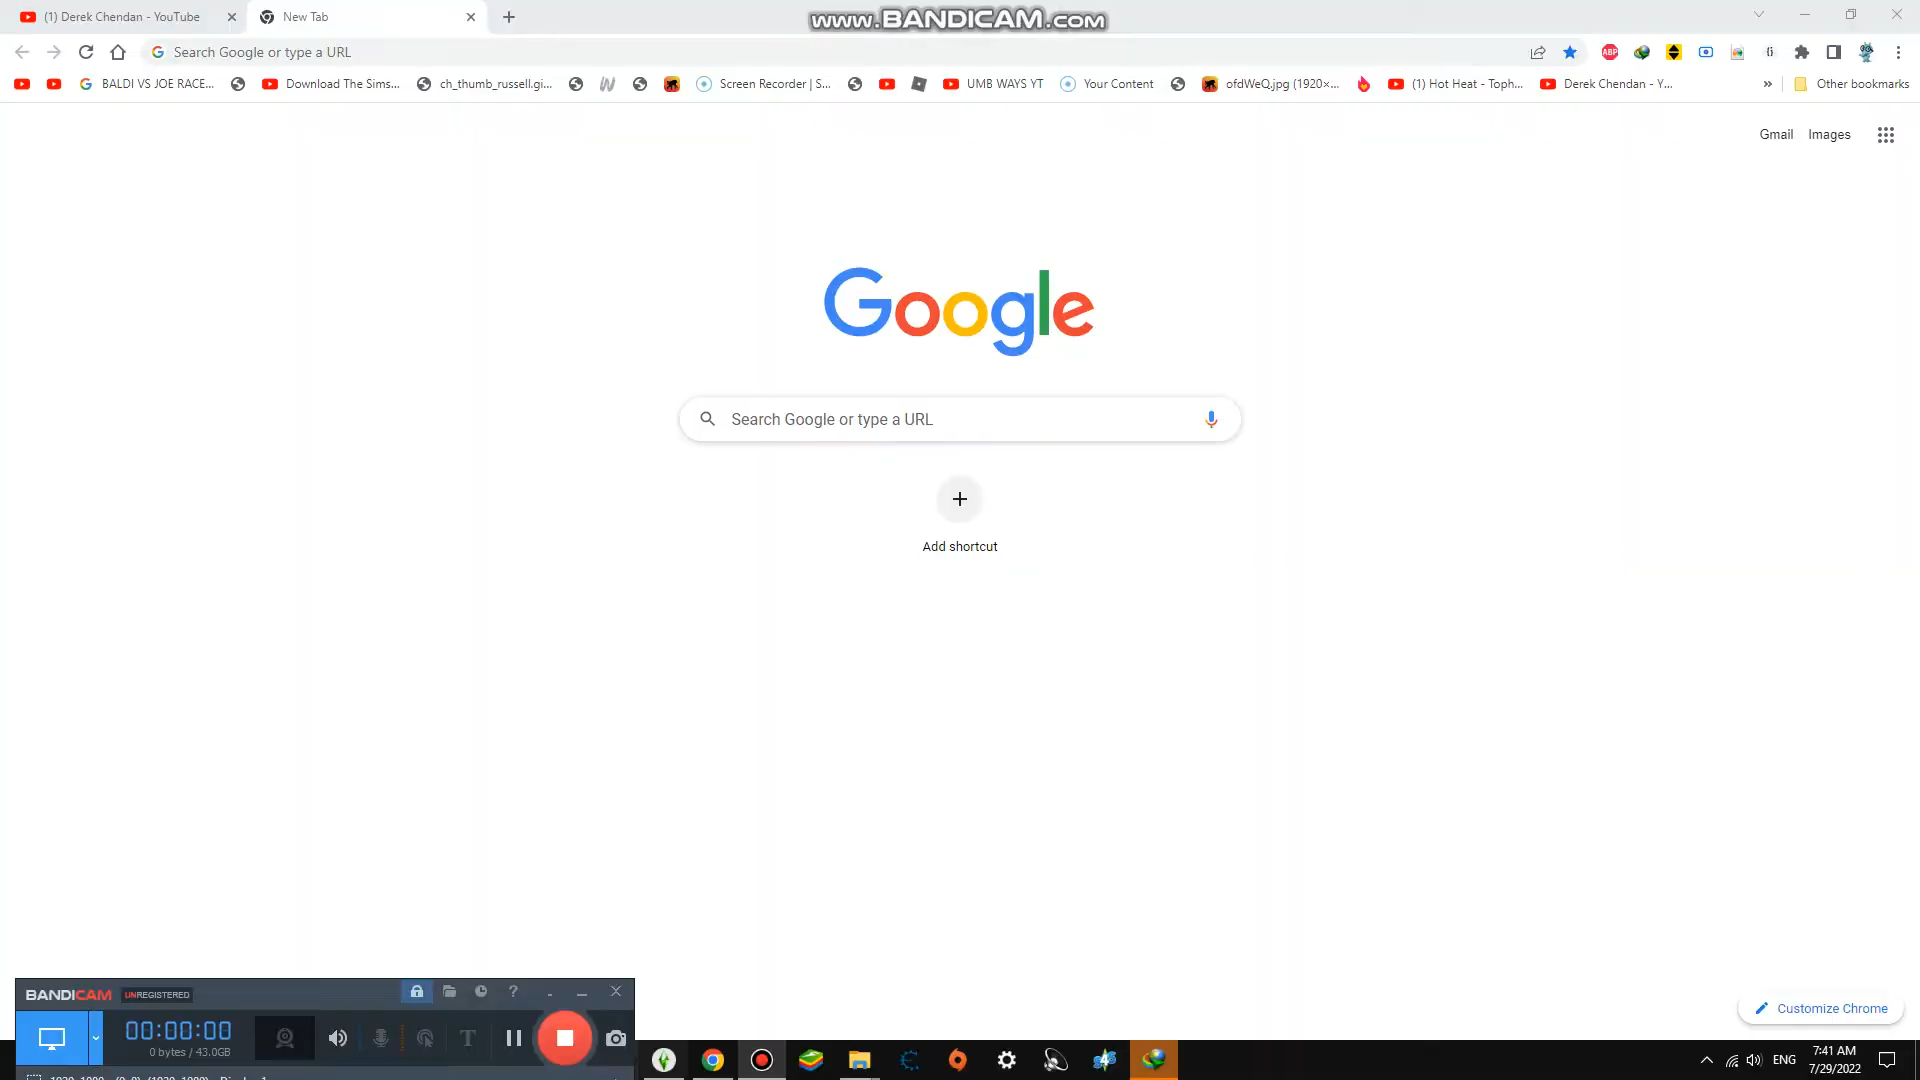 (1) Derek Chendan - YouTube
New Tab
www.BANDICAM.com
Search Google or type a URL
ABP
BALDI VS JOE RACE...
Download The Sims...
ch_thumb_russell.gi...
Screen Recorder | S...
UMB WAYS YT
Your Content
ofdWeQ.jpg (1920×...
(1) Hot Heat - Toph...
Derek Chendan - Y...
»
Other bookmarks
Gmail
Images
Google
Search Google or type a URL
Add shortcut
Customize Chrome
BANDICAM
UNREGISTERED
00:00:00
0 bytes / 43.0GB
ENG
7:41 AM
7/29/2022